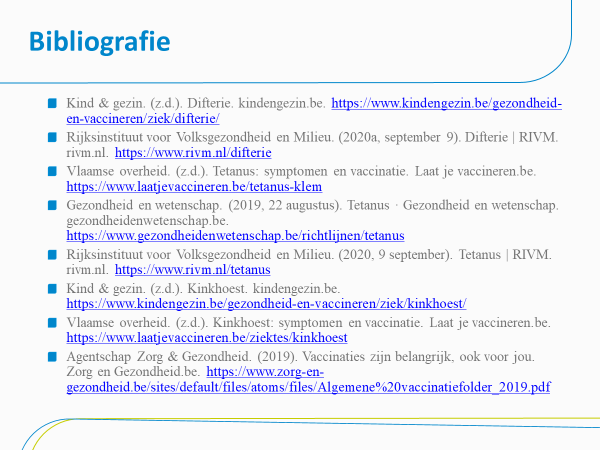 Bibliografie
Kind & gezin. (z.d.). Difterie. kindengezin.be. https://www.kindengezin.be/gezondheid-
en-vaccineren/ziek/difterie/
Rijksinstituut voor Volksgezondheid en Milieu. (2020a, september 9). Difterie | RIVM.
rivm.nl. https://www.rivm.nl/difterie
Vlaamse overheid. (z.d.). Tetanus: symptomen en vaccinatie. Laat je vaccineren.be.
https://www.laatjevaccineren.be/tetanus-klem
Gezondheid en wetenschap. (2019, 22 augustus). Tetanus · Gezondheid en wetenschap.
gezondheidenwetenschap.be.
https://www.gezondheidenwetenschap.be/richtlijnen/tetanus
Rijksinstituut voor Volksgezondheid en Milieu. (2020, 9 september). Tetanus | RIVM.
rivm.nl. https://www.rivm.nl/tetanus
Kind & gezin. (z.d.). Kinkhoest. kindengezin.be.
https://www.kindengezin.be/gezondheid-en-vaccineren/ziek/kinkhoest/
Vlaamse overheid. (z.d.). Kinkhoest: symptomen en vaccinatie. Laat je vaccineren.be.
https://www.laatjevaccineren.be/ziektes/kinkhoest
Agentschap Zorg & Gezondheid. (2019). Vaccinaties zijn belangrijk, ook voor jou.
Zorg en Gezondheid.be. https://www.zorg-en-
gezondheid.be/sites/default/files/atoms/files/Algemene%20vaccinatiefolder_2019.pdf